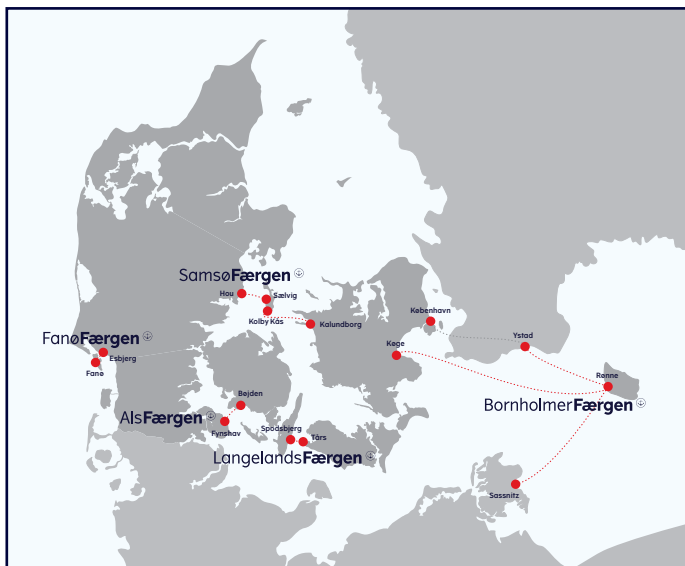 SamsøFærgen
Hou
Sælvig
Kolby Kås
Kalundborg
København
Ystad
Køge
FanøFærgen
Esbjerg
Fanø
Rønne
BornholmerFærgen
Bøjden
AlsFærgen
Fynshav
Spodsbjerg
Tårs
LangelandsFærgen
Sassnitz